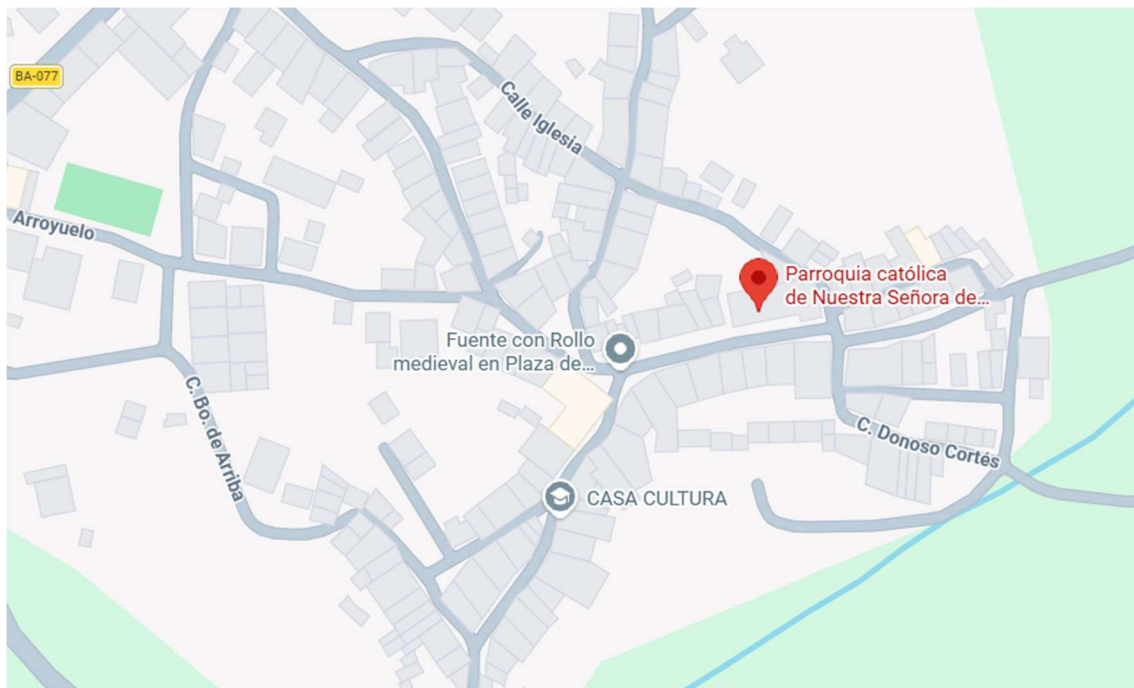 BA-077
Calle Iglesia
Arroyuelo
Parroquia católica
de Nuestra Señora de...
Fuente con Rollo
medieval en Plaza de...
C. Bo. de Arriba
C. Donoso Cortés
CASA CULTURA